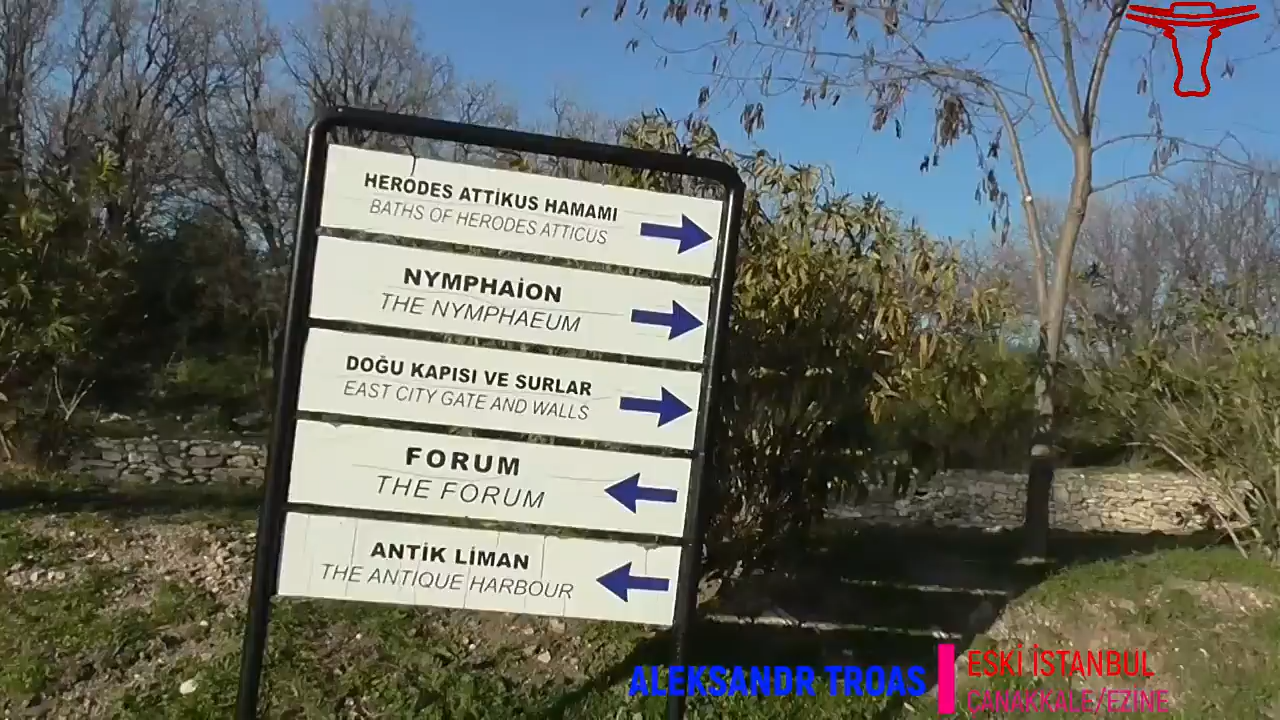 HERODES ATTİKUS HAMAMI
BATHS OF HERODES ATTICUS
NYMPHAİON
THE NYMPHAEUM
DOĞU KAPISI VE SURLAR
EAST CITY GATE AND WALLS
FORUM
THE FORUM
ANTİK LİMAN
THE ANTIQUE HARBOUR
ALEKSANDR TROAS
ESKİ İSTANBUL
ÇANAKKALE/EZİNE